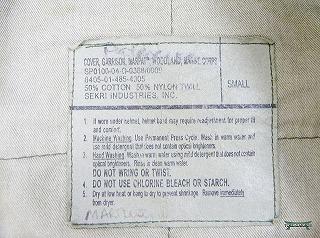 COVER, GARRISON, MARPAT, WOODLAND, MARINE CORPS
SP0100-04-D-0388/0009
8405-01-485-4305
50% COTTON 50% NYLON TWILL
SEKRI INDUSTRIES, INC.
SMALL
1. If worn under helmet, helmet band may require readjustment for proper fit
and comfort.
2. Machine Washing: Use Permanent Press Cycle. Wash in warm water and
use mild detergent that does not contain optical brighteners.
3. Hand Washing: Wash in warm water using mild detergent that does not contain
optical brighteners. Rinse in clean warm water.
DO NOT WRING OR TWIST.
4. DO NOT USE CHLORINE BLEACH OR STARCH.
5. Dry at low heat or hang to dry to prevent shrinkage. Remove immediately
from dryer.